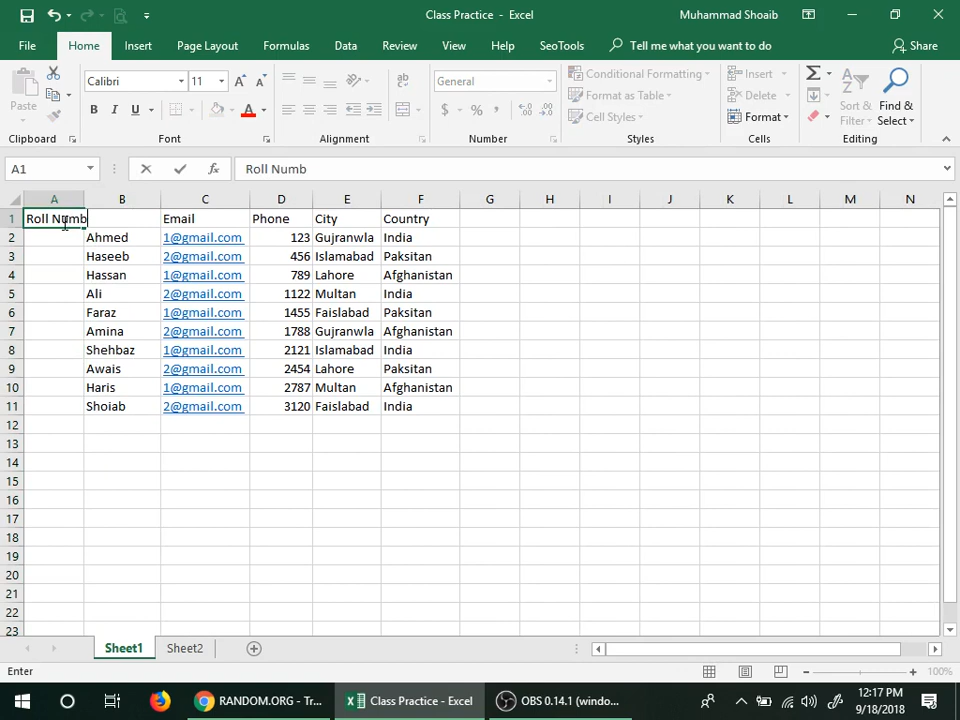 Class Practice - Excel
Muhammad Shoaib
File Home Insert Page Layout Formulas Data Review View Help SEoTools Tell me what you want to do Share
Paste
Calibri 11 A A
B I U A
ab
General
$ % , .00 .0
Conditional Formatting
Format as Table
Cell Styles
Insert
Delete
Format
Sort & Filter
Find & Select
Clipboard Font Alignment Number Styles Cells Editing
A1 fx Roll Numb
A B C D E F G H I J K L M N
1 Roll Numb Email Phone City Country
2 Ahmed 1@gmail.com 123 Gujranwla India
3 Haseeb 2@gmail.com 456 Islamabad Paksitan
4 Hassan 1@gmail.com 789 Lahore Afghanistan
5 Ali 2@gmail.com 1122 Multan India
6 Faraz 1@gmail.com 1455 Faislabad Paksitan
7 Amina 2@gmail.com 1788 Gujranwla Afghanistan
8 Shehbaz 1@gmail.com 2121 Islamabad India
9 Awais 2@gmail.com 2454 Lahore Paksitan
10 Haris 1@gmail.com 2787 Multan Afghanistan
11 Shoiab 2@gmail.com 3120 Faislabad India
12
13
14
15
16
17
18
19
20
21
22
23
Sheet1 Sheet2
Enter 100%
RANDOM.ORG - Tr... Class Practice - Excel OBS 0.14.1 (windo...
12:17 PM
9/18/2018